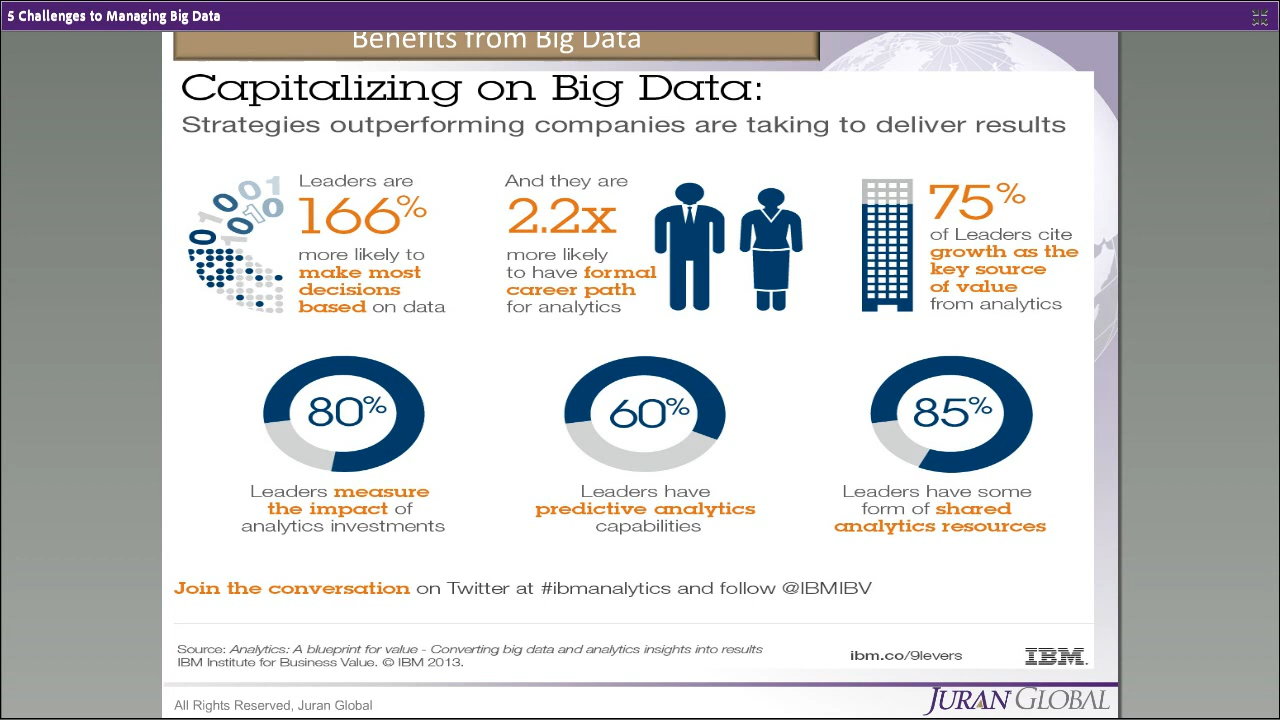 5 Challenges to Managing Big Data
Benefits from Big Data
Capitalizing on Big Data:
Strategies outperforming companies are taking to deliver results
Leaders are
166%
more likely to
make most
decisions
based on data
And they are
2.2x
more likely
to have formal
career path
for analytics
75%
of Leaders cite
growth as the
key source
of value
from analytics
80%
Leaders measure
the impact of
analytics investments
60%
Leaders have
predictive analytics
capabilities
85%
Leaders have some
form of shared
analytics resources
Join the conversation on Twitter at #ibmanalytics and follow @IBMIBV
Source: Analytics: A blueprint for value - Converting big data and analytics insights into results
IBM Institute for Business Value. © IBM 2013.
ibm.co/9levers
IBM.
All Rights Reserved, Juran Global
JURAN GLOBAL